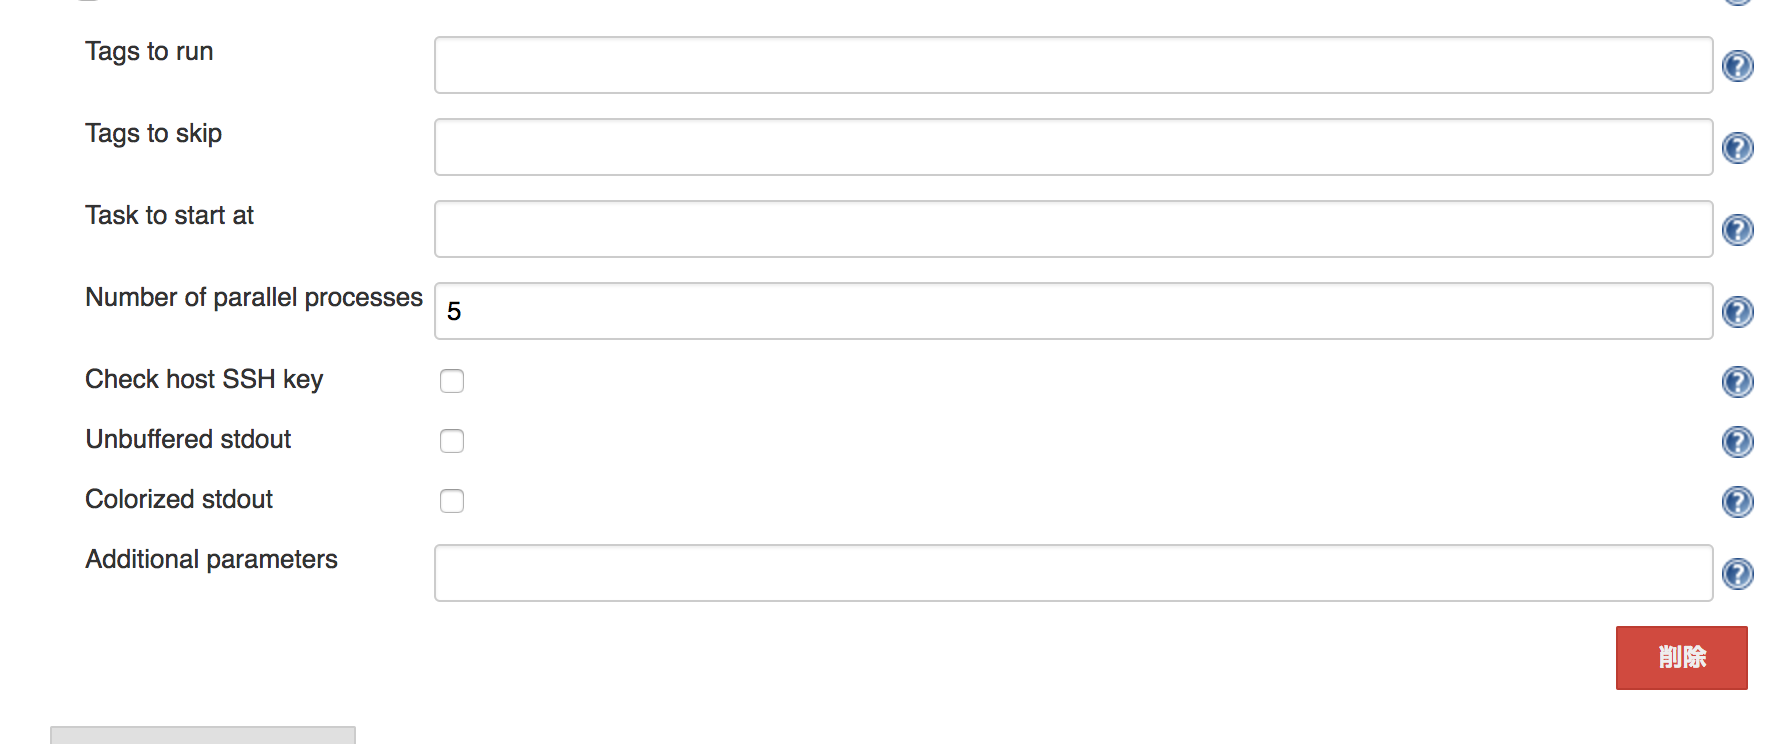 Tags to run
Tags to skip
Task to start at
Number of parallel processes
5
Check host SSH key
Unbuffered stdout
Colorized stdout
Additional parameters
削除